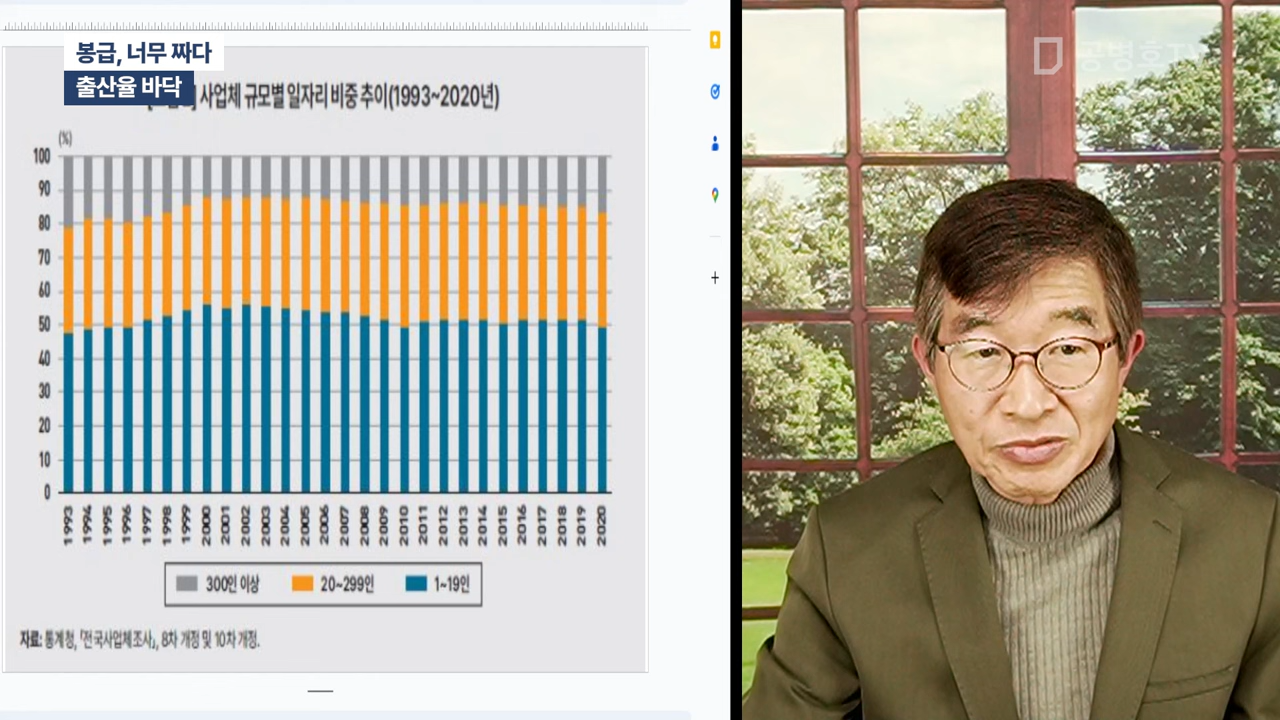 봉급, 너무 짜다
출산율 바닥
사업체 규모별 일자리 비중 추이(1993~2020년)
공병호TV
(%)
100
90
80
70
60
50
40
30
20
10
0
1993 1994 1995 1996 1997 1998 1999 2000 2001 2002 2003 2004 2005 2006 2007 2008 2009 2010 2011 2012 2013 2014 2015 2016 2017 2018 2019 2020
300인 이상 20~299인 1~19인
자료: 통계청, 「전국사업체조사」, 8차 개정 및 10차 개정.